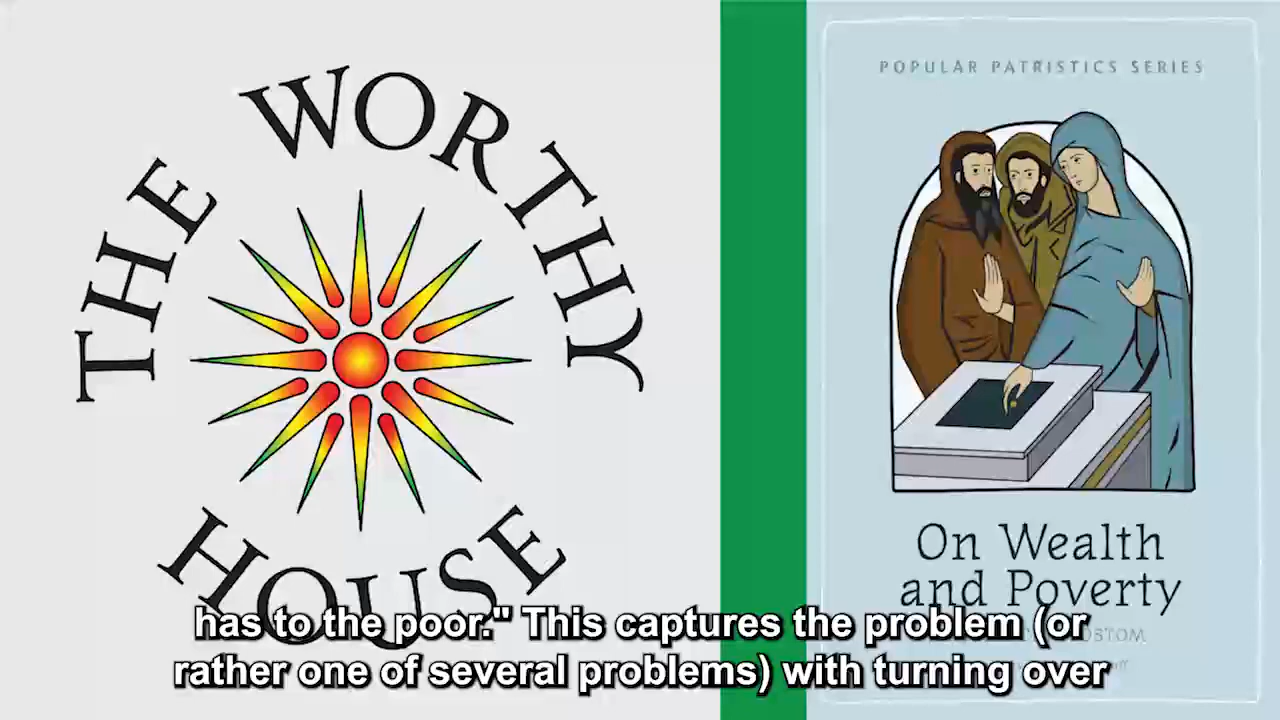 THE WORTHY
HOUSE
POPULAR PATRISTICS SERIES
On Wealth
and Poverty
has to the poor." This captures the problem (or
rather one of several problems) with turning over